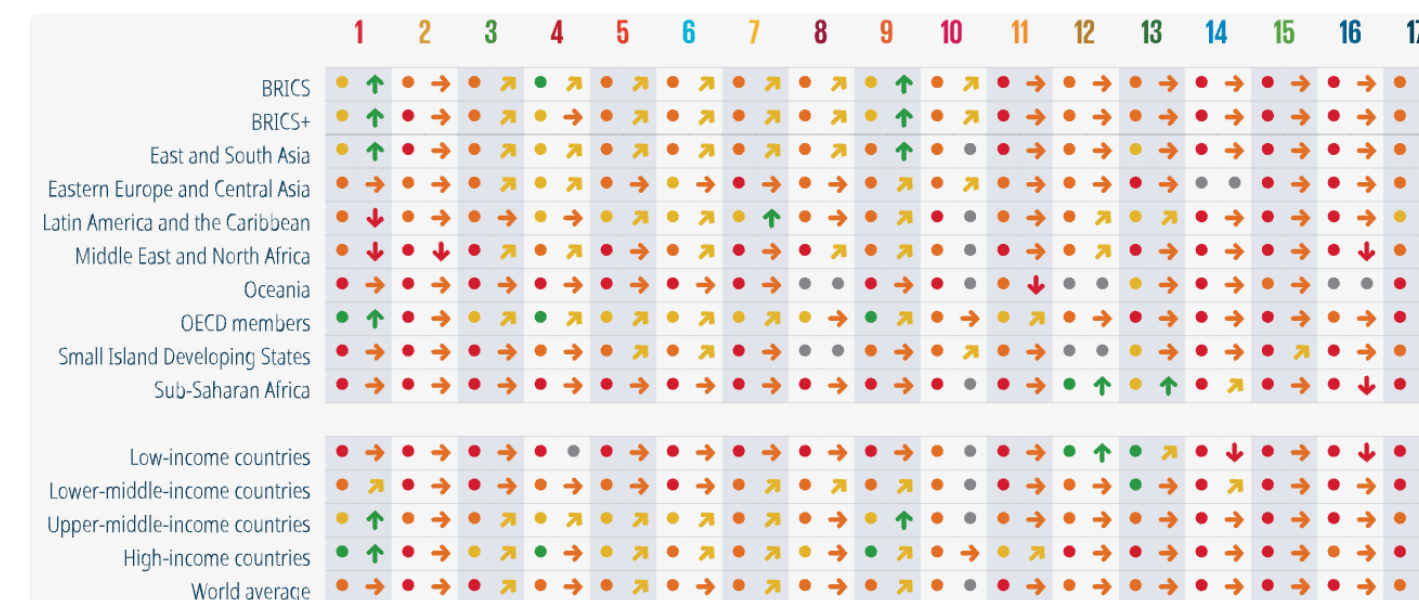 1 2 3 4 5 6 7 8 9 10 11 12 13 14 15 16 17
BRICS
BRICS+
East and South Asia
Eastern Europe and Central Asia
Latin America and the Caribbean
Middle East and North Africa
Oceania
OECD members
Small Island Developing States
Sub-Saharan Africa
Low-income countries
Lower-middle-income countries
Upper-middle-income countries
High-income countries
World average